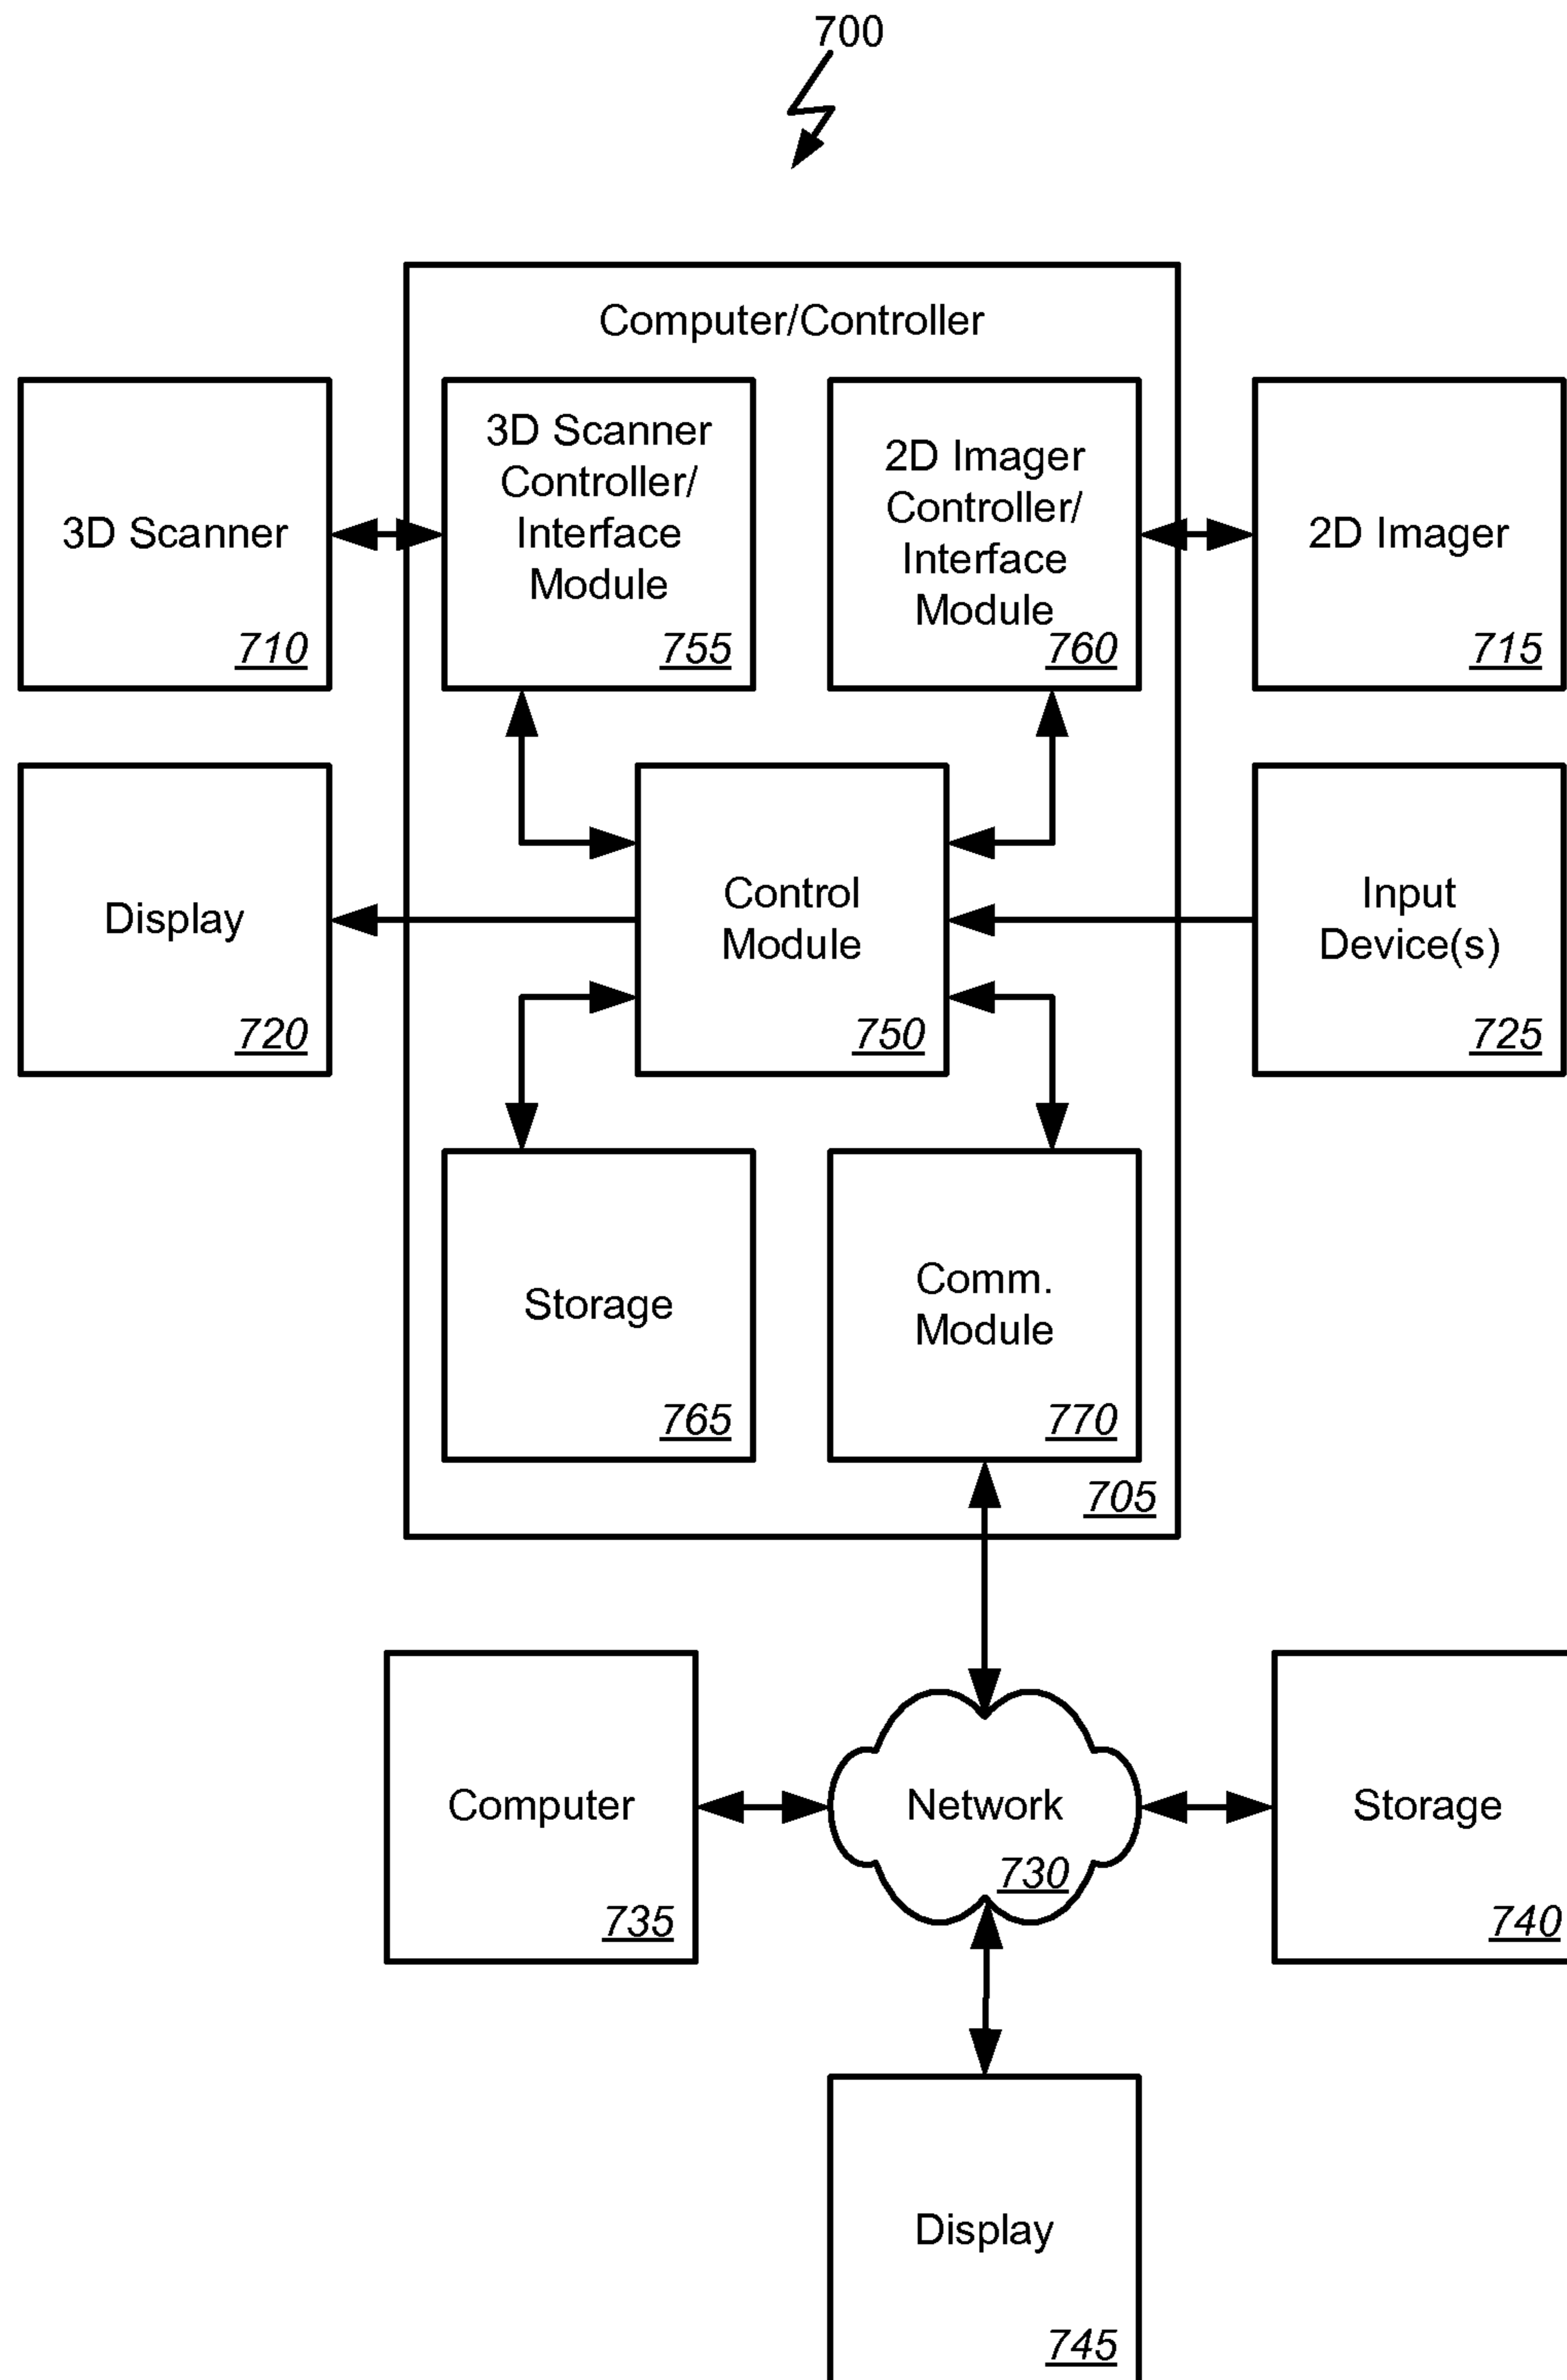 700
Computer/Controller
3D Scanner
710
3D Scanner
Controller/
Interface
Module
755
2D Imager
Controller/
Interface
Module
760
2D Imager
715
Display
720
Control
Module
750
Input
Device(s)
725
Storage
765
Comm.
Module
770
705
Computer
735
Network
730
Storage
740
Display
745